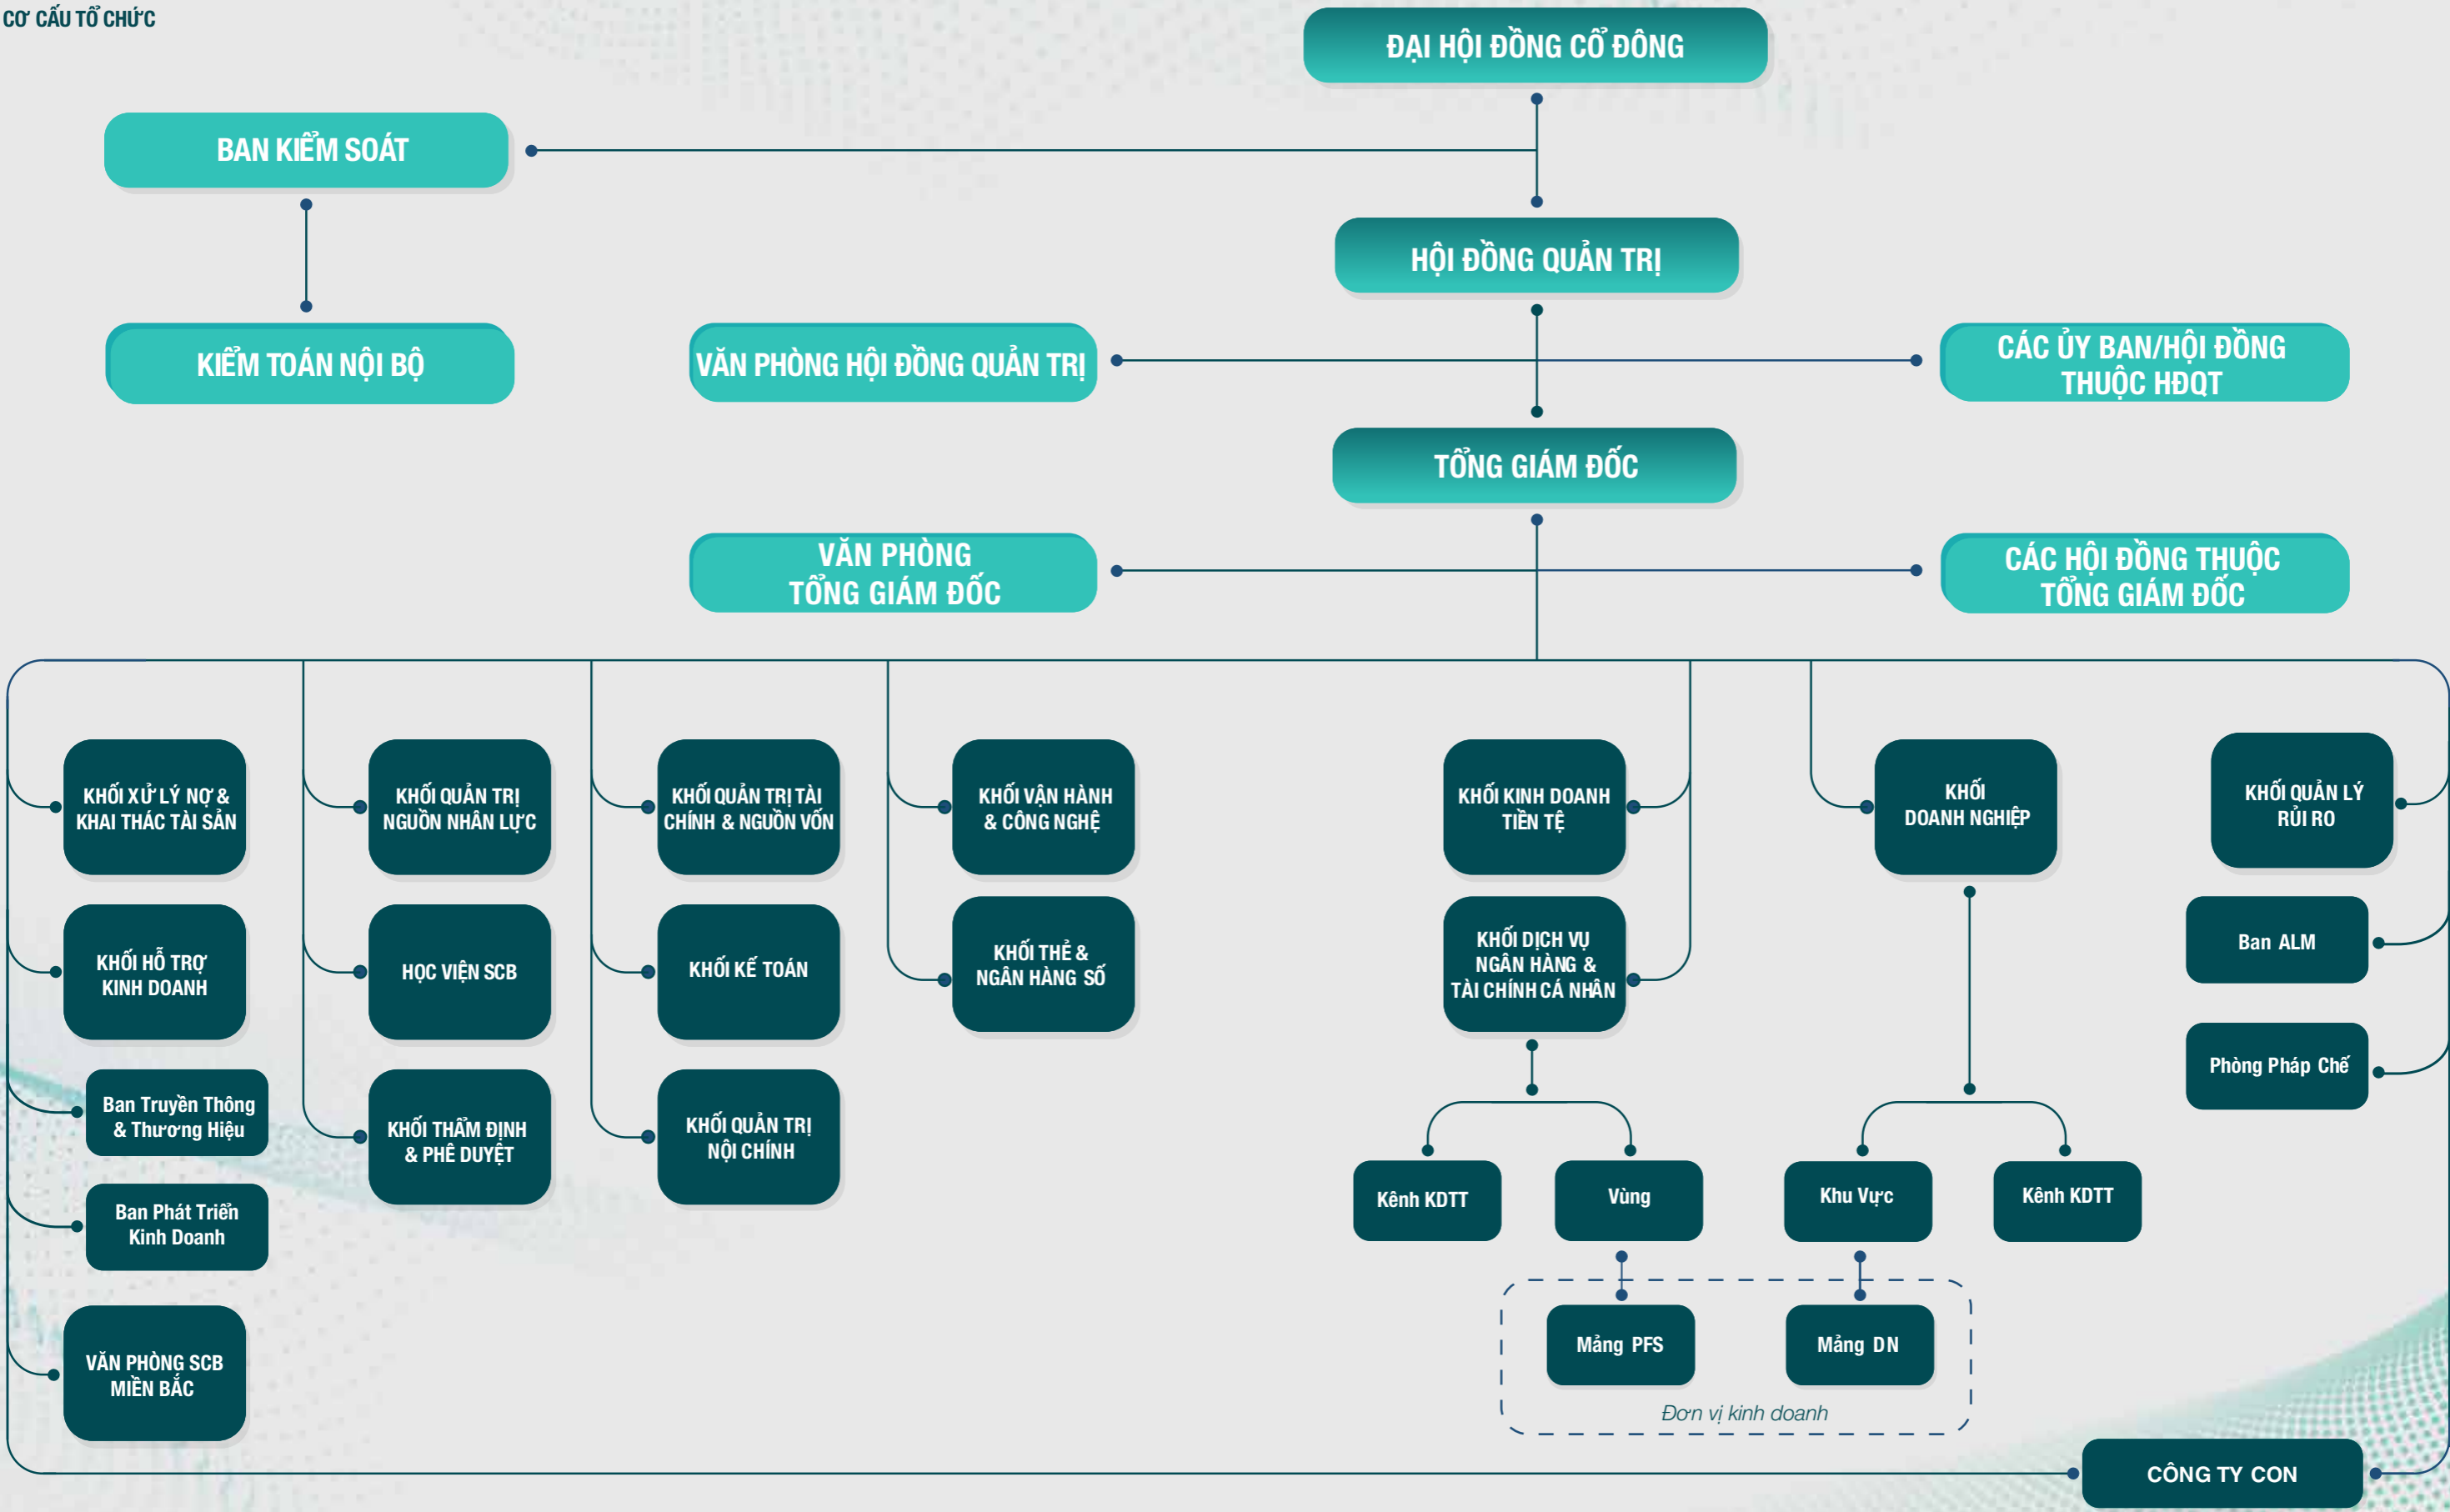 CƠ CẤU TỔ CHỨC
ĐẠI HỘI ĐỒNG CỔ ĐÔNG
BAN KIỂM SOÁT
HỘI ĐỒNG QUẢN TRỊ
KIỂM TOÁN NỘI BỘ
VĂN PHÒNG HỘI ĐỒNG QUẢN TRỊ
CÁC ỦY BAN/HỘI ĐỒNG
THUỘC HĐQT
TỔNG GIÁM ĐỐC
VĂN PHÒNG
TỔNG GIÁM ĐỐC
CÁC HỘI ĐỒNG THUỘC
TỔNG GIÁM ĐỐC
KHỐI XỬ LÝ NỢ &
KHAI THÁC TÀI SẢN
KHỐI QUẢN TRỊ
NGUỒN NHÂN LỰC
KHỐI QUẢN TRỊ TÀI
CHÍNH & NGUỒN VỐN
KHỐI VẬN HÀNH
& CÔNG NGHỆ
KHỐI KINH DOANH
TIỀN TỆ
KHỐI
DOANH NGHIỆP
KHỐI QUẢN LÝ
RỦI RO
KHỐI HỖ TRỢ
KINH DOANH
HỌC VIỆN SCB
KHỐI KẾ TOÁN
KHỐI THẺ &
NGÂN HÀNG SỐ
KHỐI DỊCH VỤ
NGÂN HÀNG &
TÀI CHÍNH CÁ NHÂN
Ban ALM
Phòng Pháp Chế
Ban Truyền Thông
& Thương Hiệu
KHỐI THẨM ĐỊNH
& PHÊ DUYỆT
KHỐI QUẢN TRỊ
NỘI CHÍNH
Ban Phát Triển
Kinh Doanh
Kênh KDTT
Vùng
Khu Vực
Kênh KDTT
VĂN PHÒNG SCB
MIỀN BẮC
Mảng PFS
Mảng DN
Đơn vị kinh doanh
CÔNG TY CON